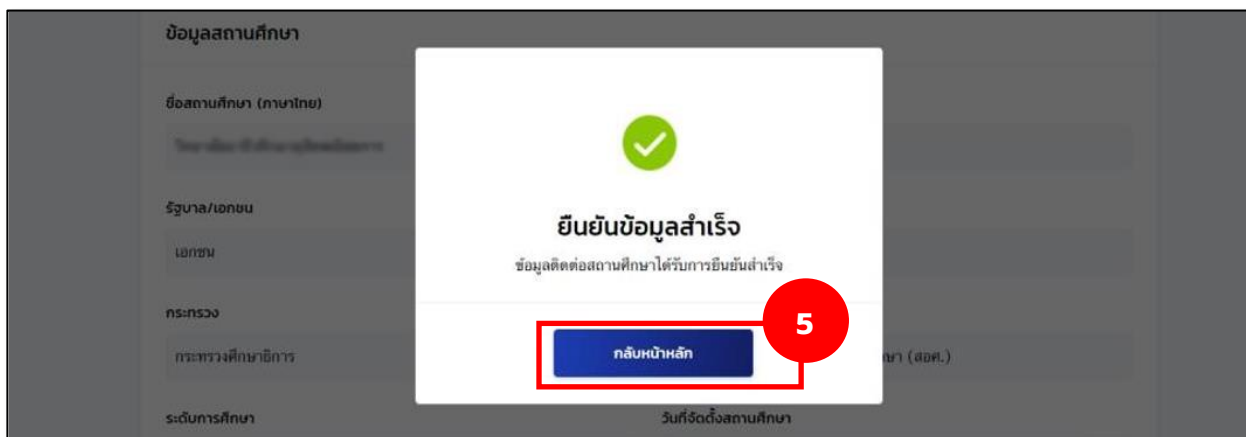 ข้อมูลสถานศึกษา
ชื่อสถานศึกษา (ภาษาไทย)
รัฐบาล/เอกชน
เอกชน
กระทรวง
กระทรวงศึกษาธิการ
ษา (สอศ.)
ระดับการศึกษา
วันที่จัดตั้งสถานศึกษา
ยืนยันข้อมูลสำเร็จ
ข้อมูลติดต่อสถานศึกษาได้รับการยืนยันสำเร็จ
กลับหน้าหลัก
5